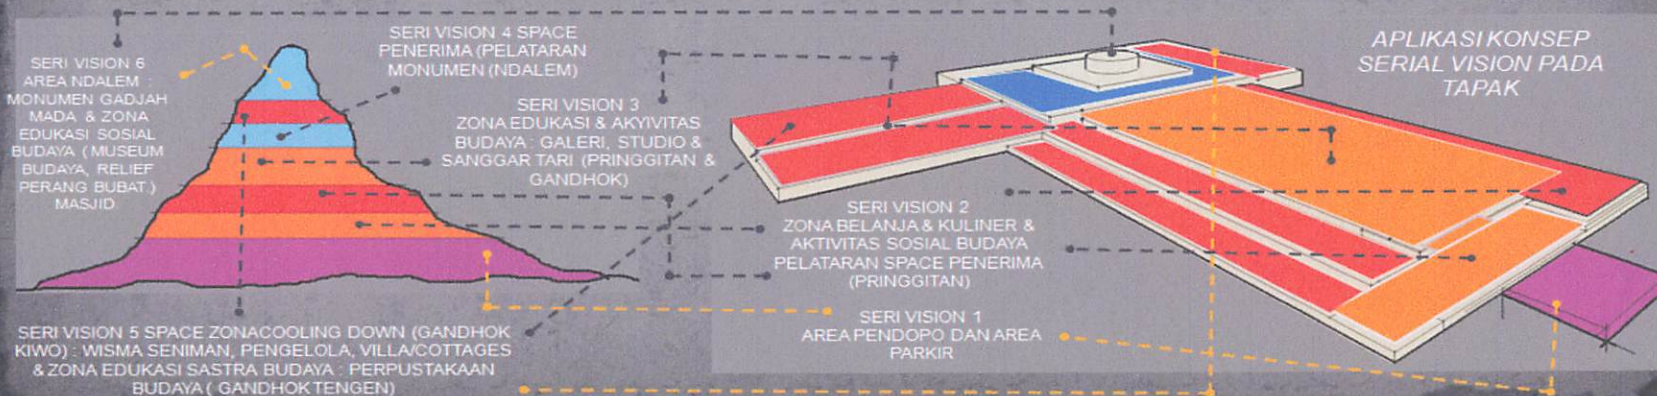 SERI VISION 6
AREA NDALEM :
MONUMEN GADJAH
MADA & ZONA
EDUKASI SOSIAL
BUDAYA ( MUSEUM
BUDAYA, RELIEF
PERANG BUBAT.)
MASJID.
SERI VISION 4 SPACE
PENERIMA (PELATARAN
MONUMEN (NDALEM)
SERI VISION 3
ZONA EDUKASI & AKYIVITAS
BUDAYA : GALERI, STUDIO &
SANGGAR TARI (PRINGGITAN &
GANDHOK)
SERI VISION 2
ZONA BELANJA & KULINER &
AKTIVITAS SOSIAL BUDAYA
PELATARAN SPACE PENERIMA
(PRINGGITAN)
SERI VISION 1
AREA PENDOPO DAN AREA
PARKIR
SERI VISION 5 SPACE ZONACOOLING DOWN (GANDHOK
KIWO) : WISMA SENIMAN, PENGELOLA, VILLA/COTTAGES
& ZONA EDUKASI SASTRA BUDAYA : PERPUSTAKAAN
BUDAYA ( GANDHOKTENGEN)
APLIKASI KONSEP
SERIAL VISION PADA
TAPAK